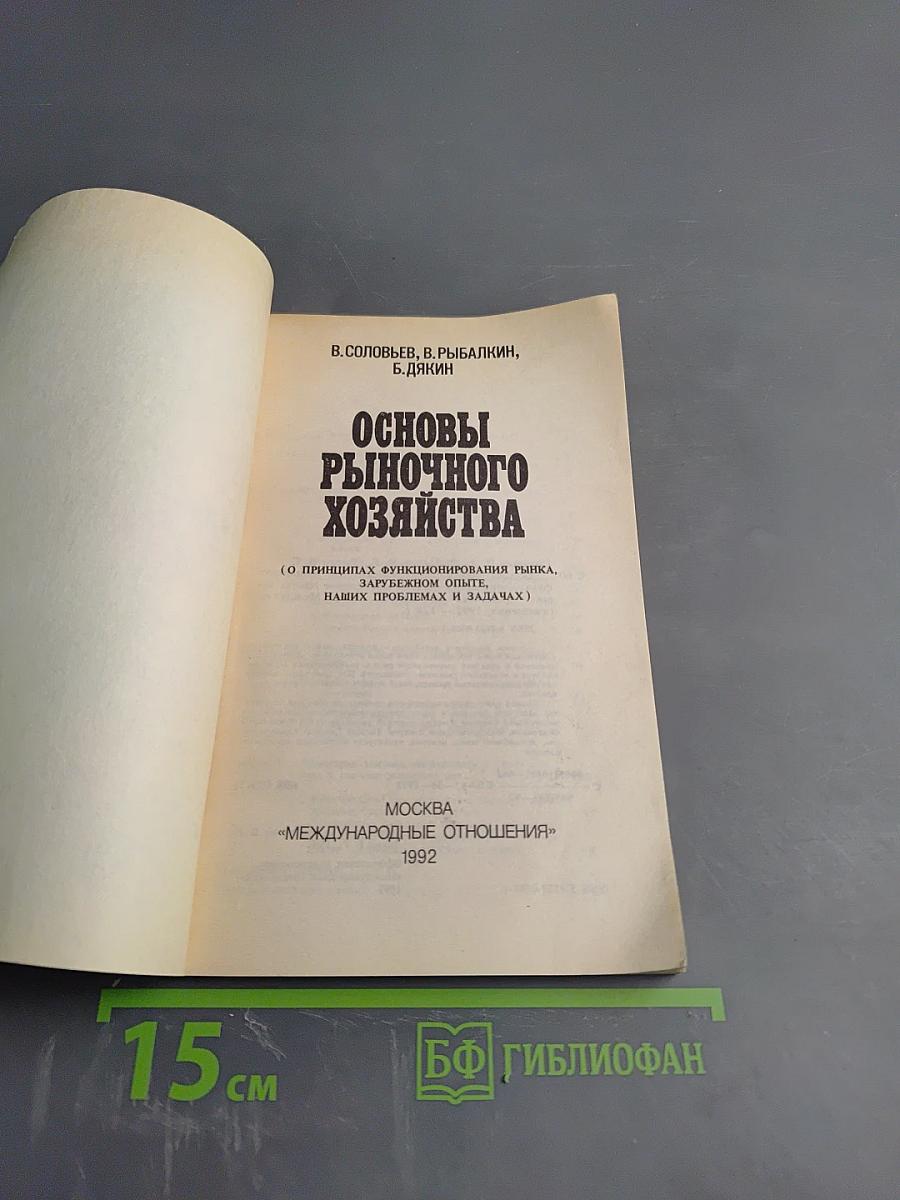 В.СОЛОВЬЕВ, В.РЫБАЛКИН,
Б.ДЯКИН
ОСНОВЫ
РЫНОЧНОГО
ХОЗЯЙСТВА
(О ПРИНЦИПАХ ФУНКЦИОНИРОВАНИЯ РЫНКА,
ЗАРУБЕЖНОМ ОПЫТЕ,
НАШИХ ПРОБЛЕМАХ И ЗАДАЧАХ)
МОСКВА
«МЕЖДУНАРОДНЫЕ ОТНОШЕНИЯ»
1992
15 см
БФ ГИБЛИОФАН